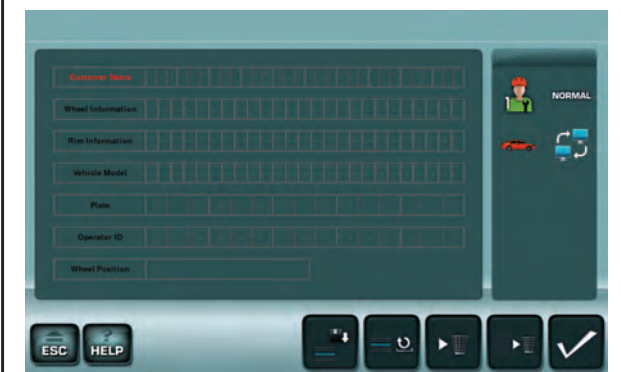 Customer Name
NORMAL
Wheel Information
Rim Information
Vehicle Model
Plate
Operator ID
Wheel Position
ESC
HELP
?